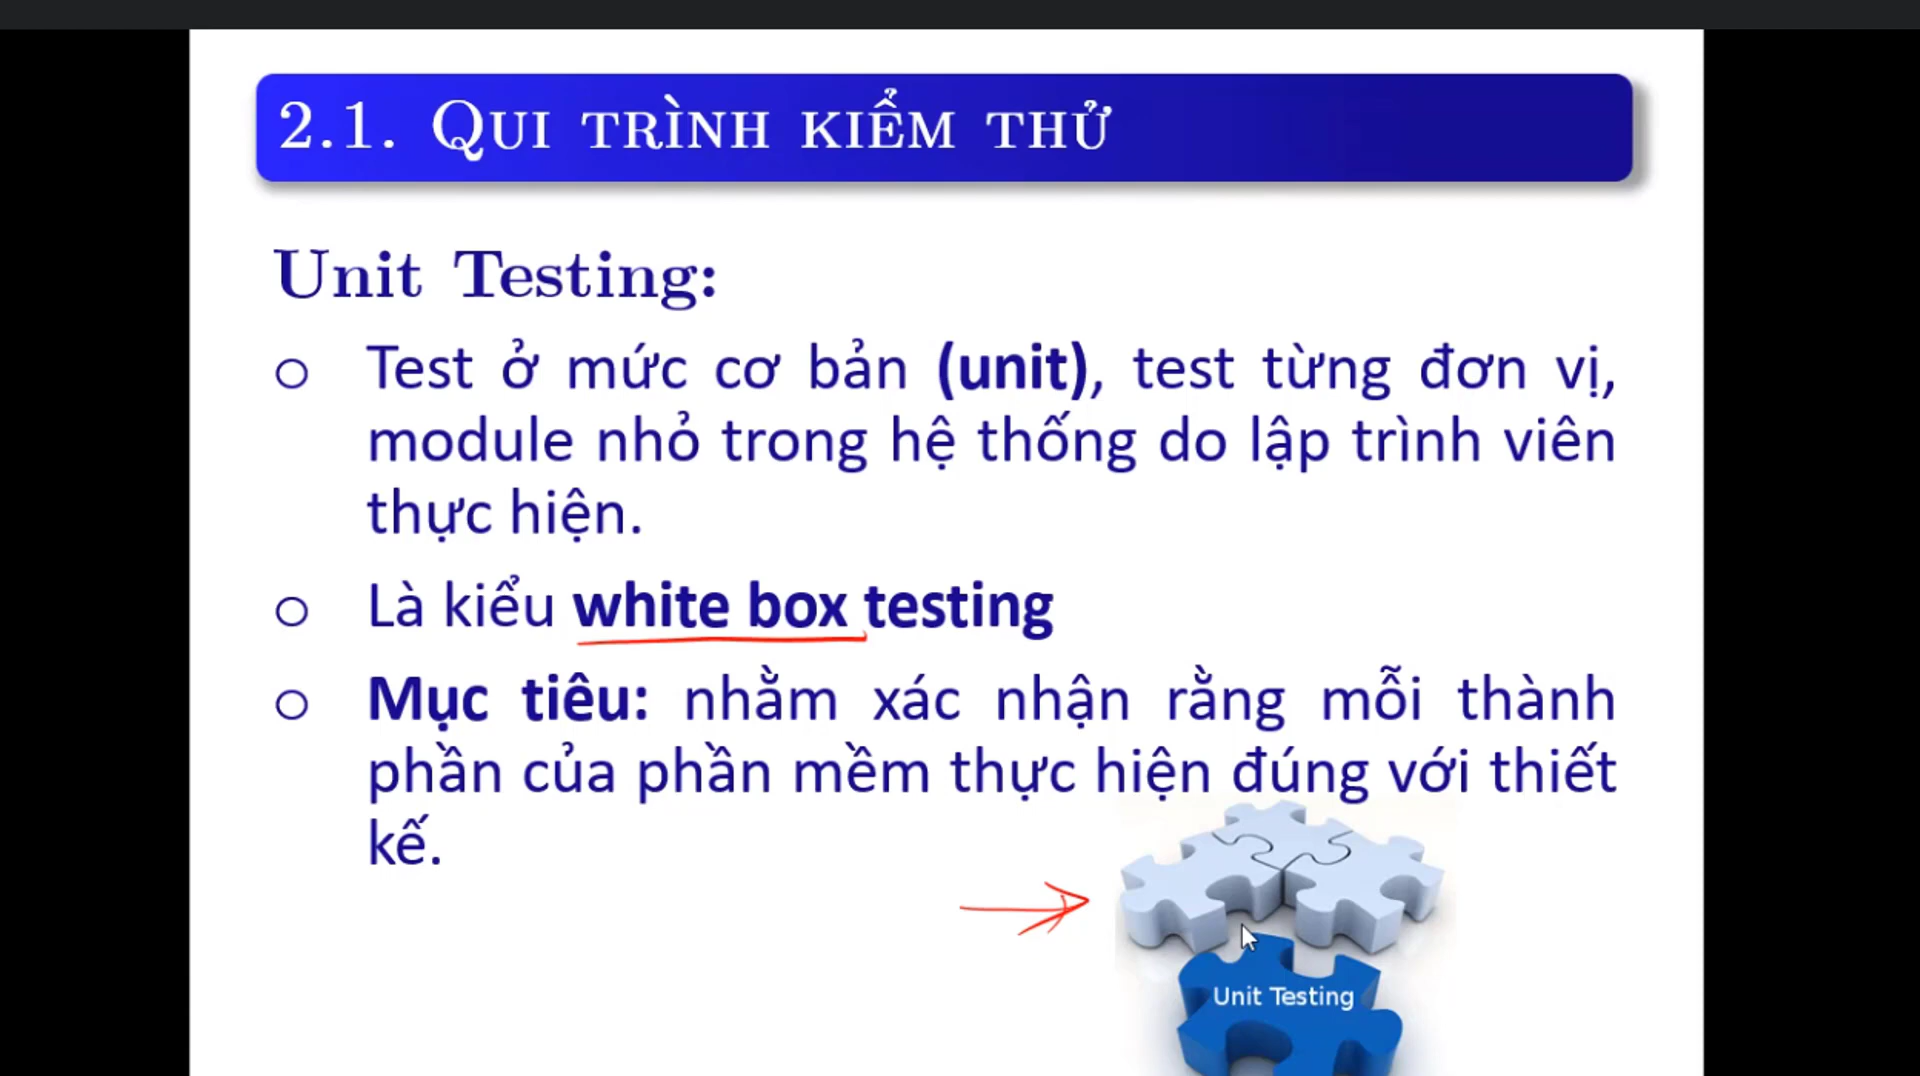 2.1. QUI TRÌNH KIỂM THỬ
Unit Testing:
o Test ở mức cơ bản (unit), test từng đơn vị,
module nhỏ trong hệ thống do lập trình viên
thực hiện.
o Là kiểu white box testing
o Mục tiêu: nhằm xác nhận rằng mỗi thành
phần của phần mềm thực hiện đúng với thiết
kế.
Unit Testing